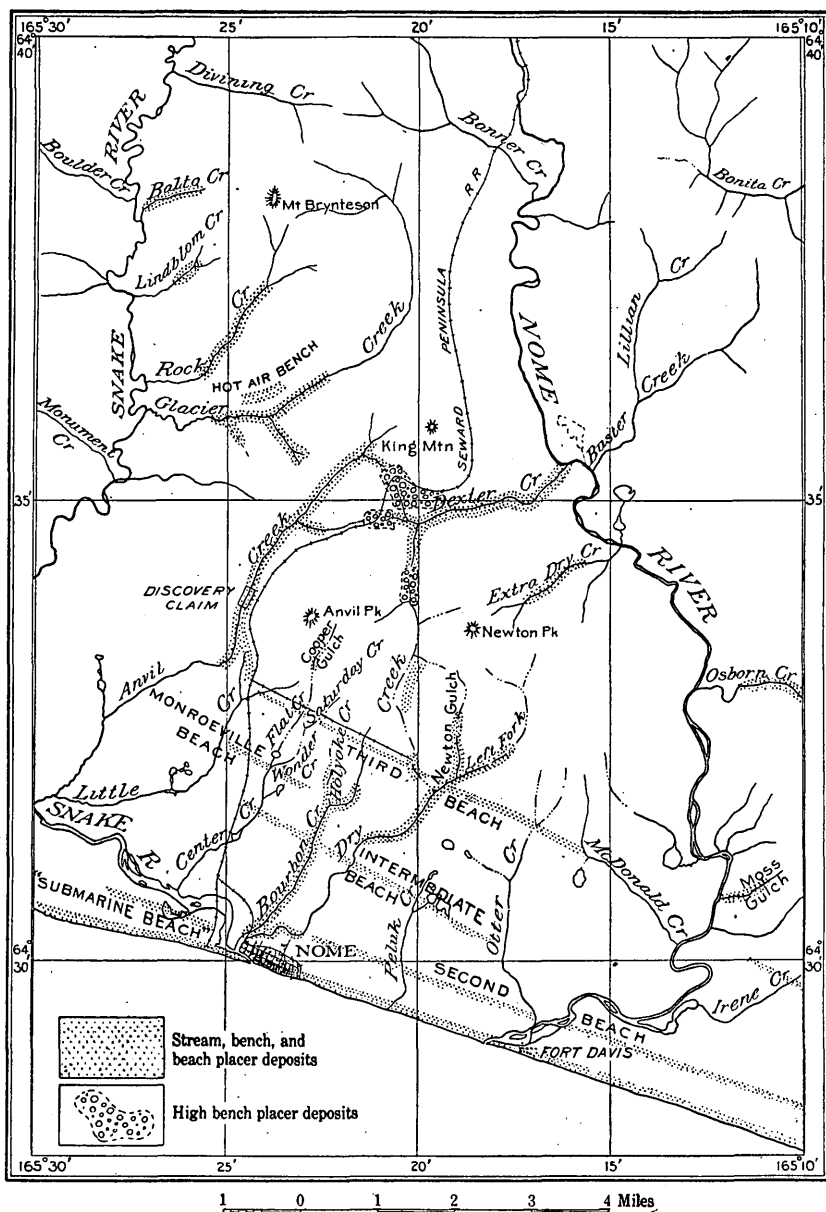 165°30'
25'
20'
15'
165°10'
64°
40'
64°
40'
Divining Cr
RIVER
Boulder Cr
Balto Cr
Mt Brynteson
Banner Cr
R R
Bonita Cr
Lindblom Cr
Cr
Lillian
Rock Cr
HOT AIR BENCH
Creek
PENINSULA
NOME
SNAKE
Glacier
Creek
Monument Cr
King Mtn
SEWARD
Baster
35'
35'
Dexter Cr
Creek
DISCOVERY
CLAIM
Extra Dry Cr
RIVER
Anvil Pk
Newton Pk
Cooper Gulch
Anvil
Saturday Cr
Creek
Osborn Cr
MONROEVILLE
BEACH
Cr
Flat Cr
Newton Gulch
Left Fork
Wonder Cr
Holyoke Cr
THIRD
BEACH
Little
SNAKE R
Center Cr
Bourbon Cr
Dry
INTERMEDIATE
BEACH
Cr
McDonald Cr
Moss Gulch
"SUBMARINE BEACH"
NOME
Peluk
Otter
64°
30'
64°
30'
SECOND
BEACH
Irene Cr
FORT DAVIS
Stream, bench, and
beach placer deposits
High bench placer deposits
165°30'
25'
20'
15'
165°10'
1 0 1 2 3 4 Miles